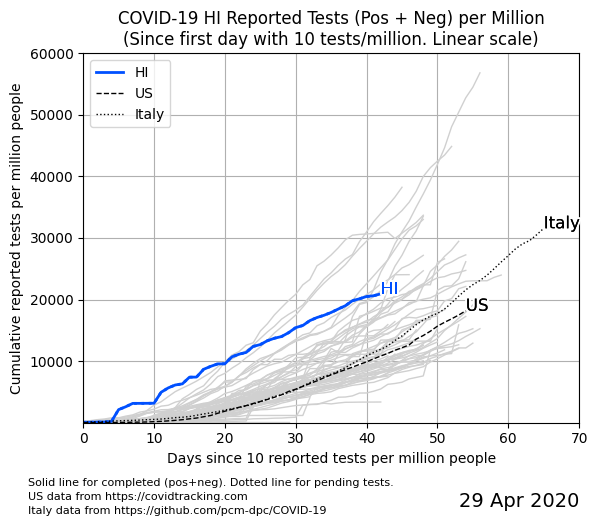 COVID-19 HI Reported Tests (Pos + Neg) per Million
(Since first day with 10 tests/million. Linear scale)
Cumulative reported tests per million people
60000
50000
40000
30000
20000
10000
HI
US
Italy
Italy
HI
US
0 10 20 30 40 50 60 70
Days since 10 reported tests per million people
Solid line for completed (pos+neg). Dotted line for pending tests.
US data from https://covidtracking.com
Italy data from https://github.com/pcm-dpc/COVID-19
29 Apr 2020